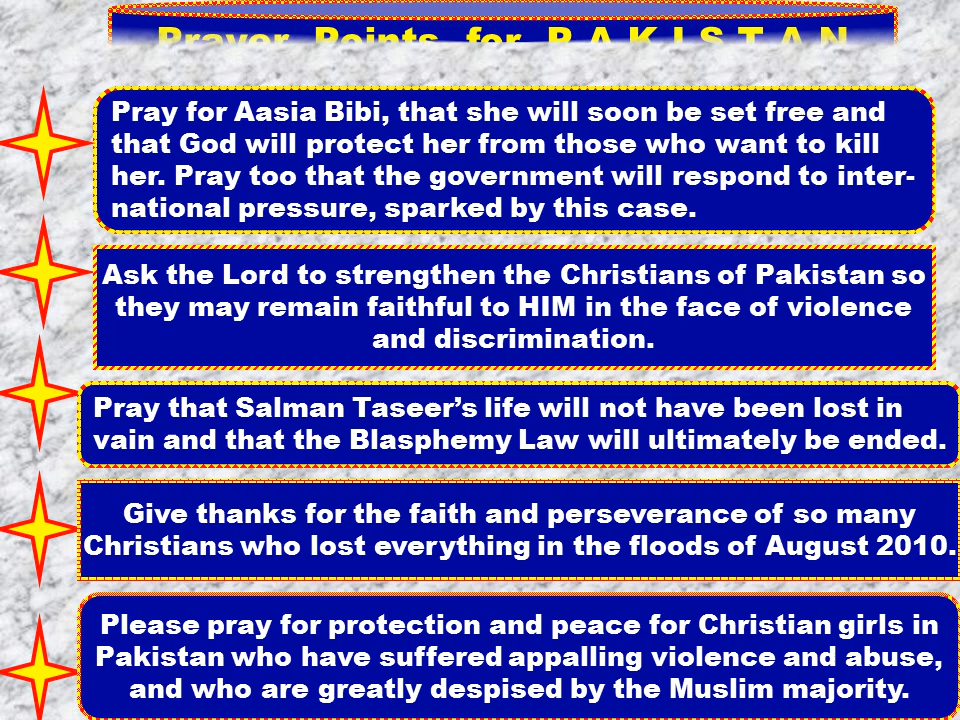 Prayer Points for P A K I S T A N
Pray for Aasia Bibi, that she will soon be set free and
that God will protect her from those who want to kill
her. Pray too that the government will respond to inter-
national pressure, sparked by this case.
Ask the Lord to strengthen the Christians of Pakistan so
they may remain faithful to HIM in the face of violence
and discrimination.
Pray that Salman Taseer’s life will not have been lost in
vain and that the Blasphemy Law will ultimately be ended.
Give thanks for the faith and perseverance of so many
Christians who lost everything in the floods of August 2010.
Please pray for protection and peace for Christian girls in
Pakistan who have suffered appalling violence and abuse,
and who are greatly despised by the Muslim majority.